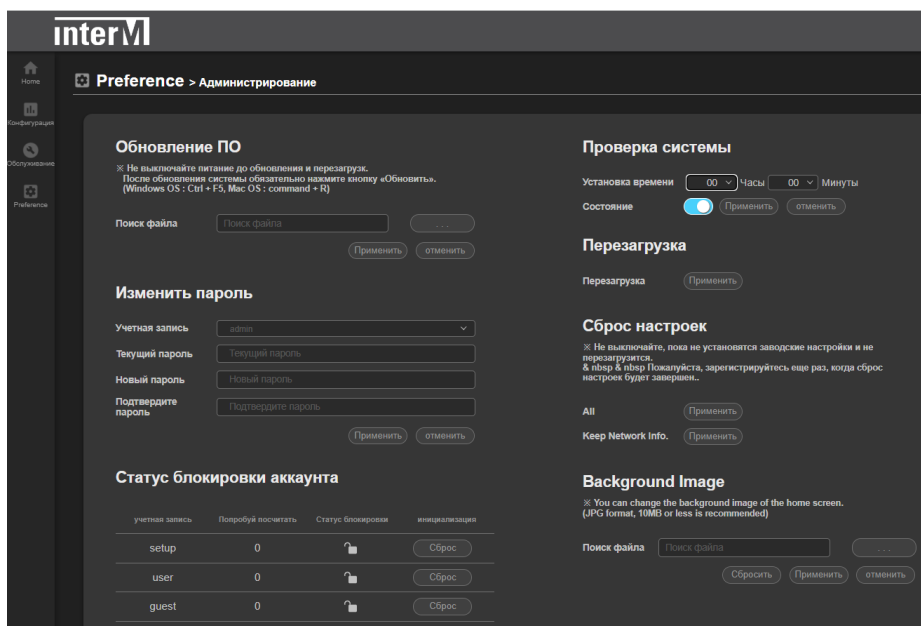 interM
Home
Конфигурация
Обслуживание
Preference
Preference > Администрирование
Обновление ПО
※ Не выключайте питание до обновления и перезагрузк.
После обновления системы обязательно нажмите кнопку «Обновить».
(Windows OS : Ctrl + F5, Mac OS : command + R)
Поиск файла
Поиск файла
...
Применить
отменить
Изменить пароль
Учетная запись
admin
Текущий пароль
Текущий пароль
Новый пароль
Новый пароль
Подтвердите
пароль
Подтвердите пароль
Применить
отменить
Статус блокировки аккаунта
учетная запись
Попробуй посчитать
Статус блокировки
инициализация
setup
0
Сброс
user
0
Сброс
guest
0
Сброс
Проверка системы
Установка времени
00
Часы
00
Минуты
Состояние
Применить
отменить
Перезагрузка
Перезагрузка
Применить
Сброс настроек
※ Не выключайте, пока не установятся заводские настройки и не
перезагрузится.
& nbsp & nbsp Пожалуйста, зарегистрируйтесь еще раз, когда сброс
настроек будет завершен..
All
Применить
Keep Network Info.
Применить
Background Image
※ You can change the background image of the home screen.
(JPG format, 10MB or less is recommended)
Поиск файла
Поиск файла
...
Сбросить
Применить
отменить